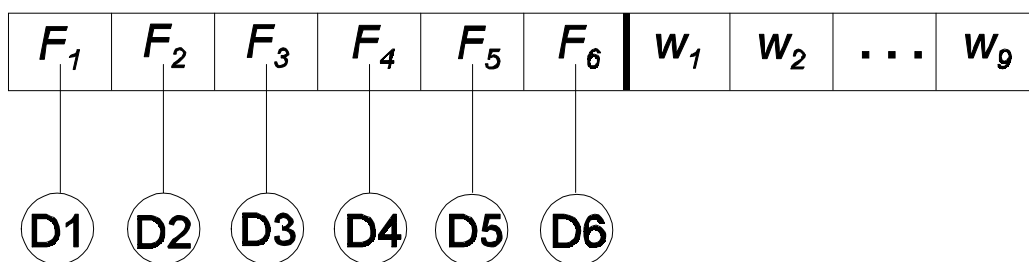 F₁ F₂ F₃ F₄ F₅ F₆ w₁ w₂ ... w₉
D1 D2 D3 D4 D5 D6